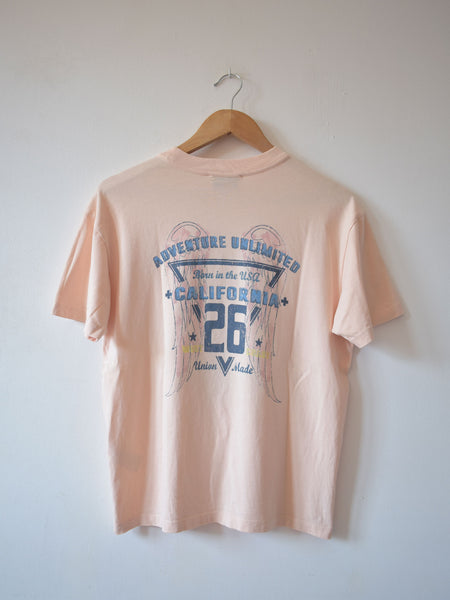 ADVENTURE UNLIMITED
Born in the USA
+CALIFORNIA+
26
Union Made